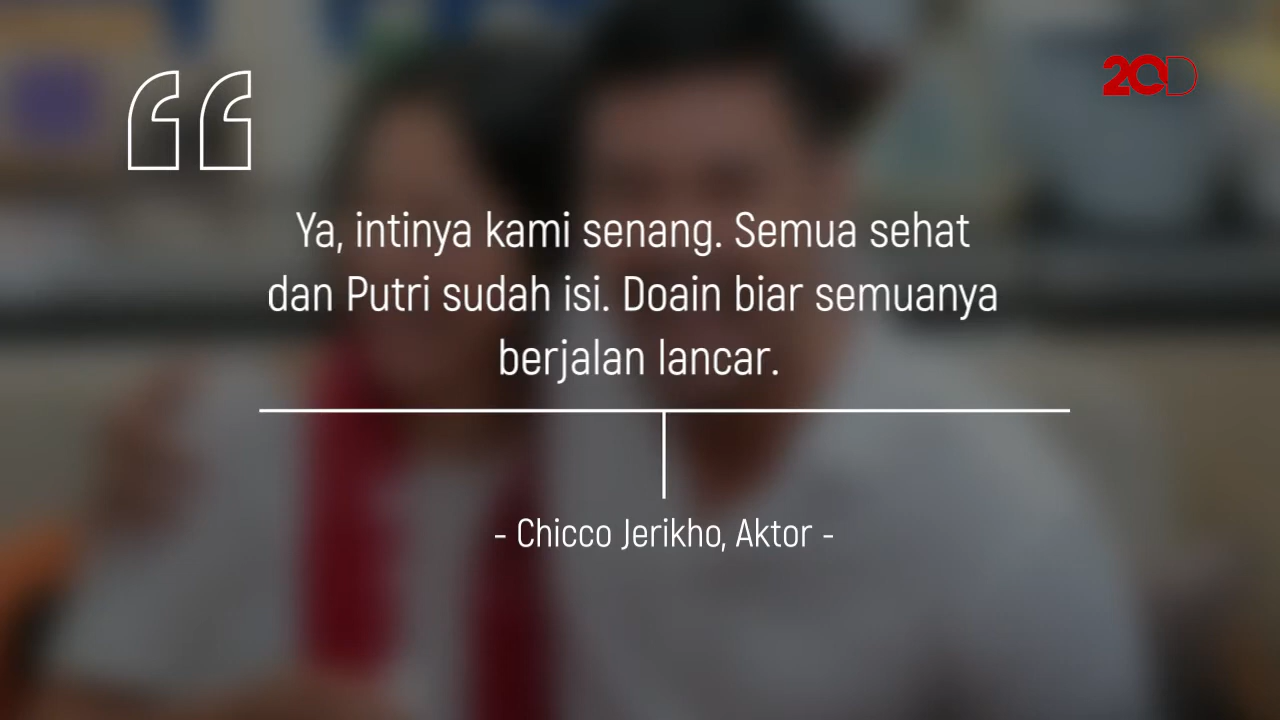 20D
Ya, intinya kami senang. Semua sehat
dan Putri sudah isi. Doain biar semuanya
berjalan lancar.
- Chicco Jerikho, Aktor -